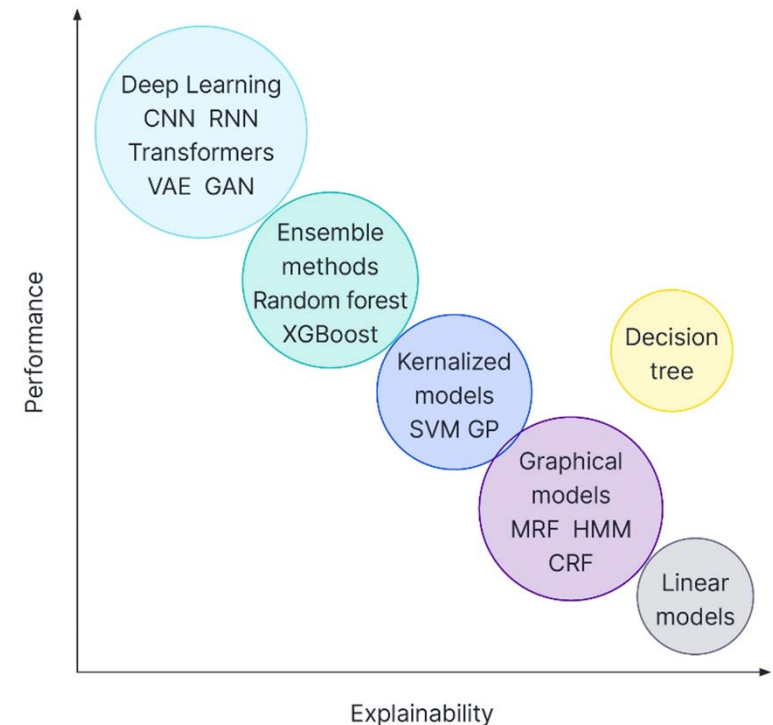 Deep Learning
CNN RNN
Transformers
VAE GAN
Ensemble
methods
Random forest
XGBoost
Kernalized
models
SVM GP
Decision
tree
Graphical
models
MRF HMM
CRF
Linear
models
Performance
Explainability